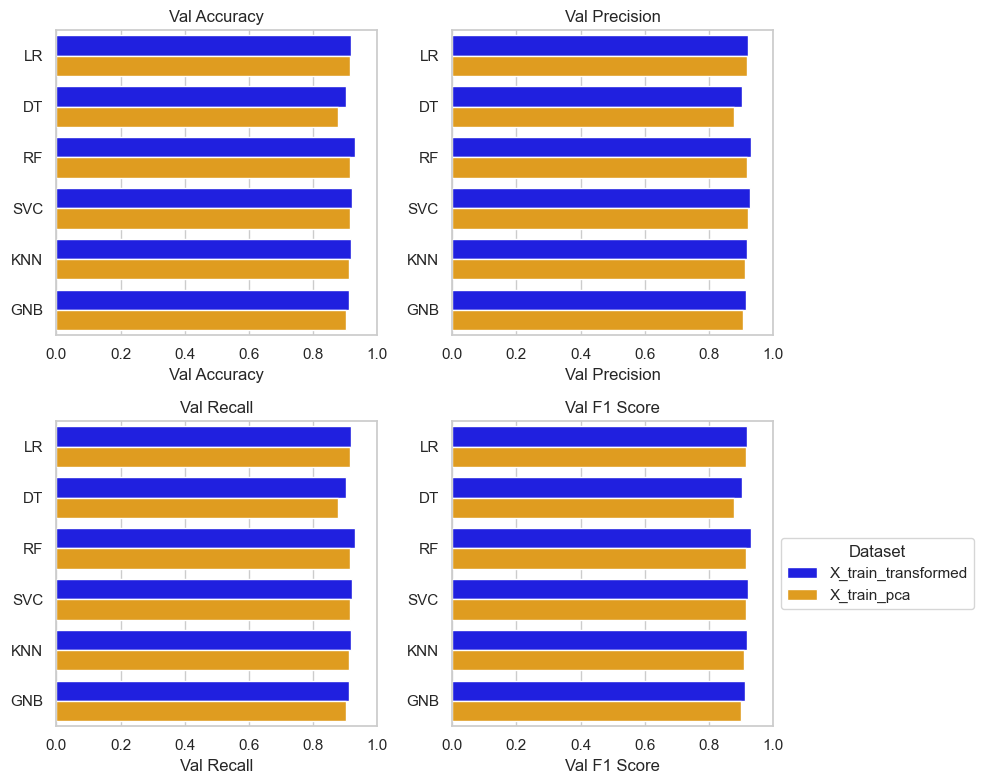 Val Accuracy
LR
DT
RF
SVC
KNN
GNB
0.0 0.2 0.4 0.6 0.8 1.0
Val Accuracy
Val Precision
LR
DT
RF
SVC
KNN
GNB
0.0 0.2 0.4 0.6 0.8 1.0
Val Precision
Val Recall
LR
DT
RF
SVC
KNN
GNB
0.0 0.2 0.4 0.6 0.8 1.0
Val Recall
Val F1 Score
LR
DT
RF
SVC
KNN
GNB
0.0 0.2 0.4 0.6 0.8 1.0
Val F1 Score
Dataset
X_train_transformed
X_train_pca